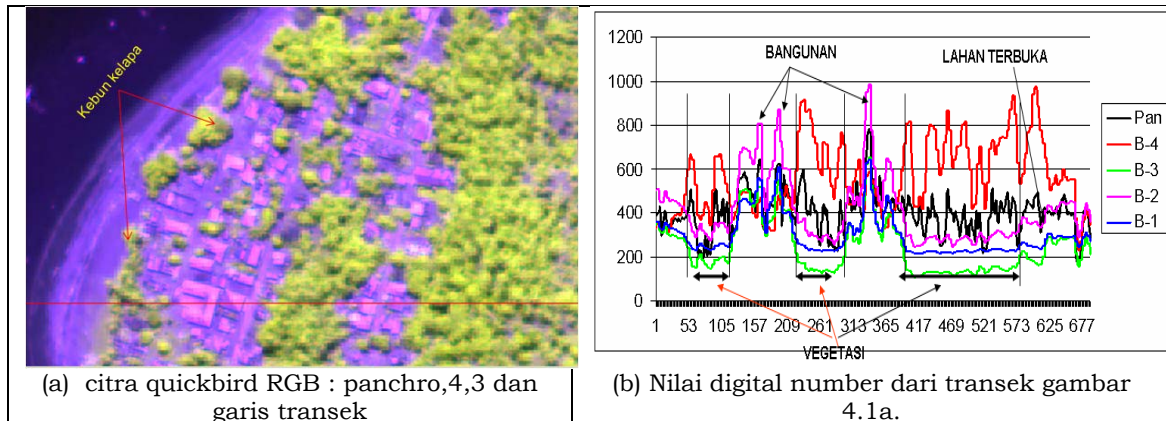 Kebun kelapa
(a) citra quickbird RGB : panchro,4,3 dan
garis transek
1200
1000
800
600
400
200
0
BANGUNAN
LAHAN TERBUKA
Pan
B-4
B-3
B-2
B-1
1 53 105 157 209 261 313 365 417 469 521 573 625 677
VEGETASI
(b) Nilai digital number dari transek gambar
4.1a.